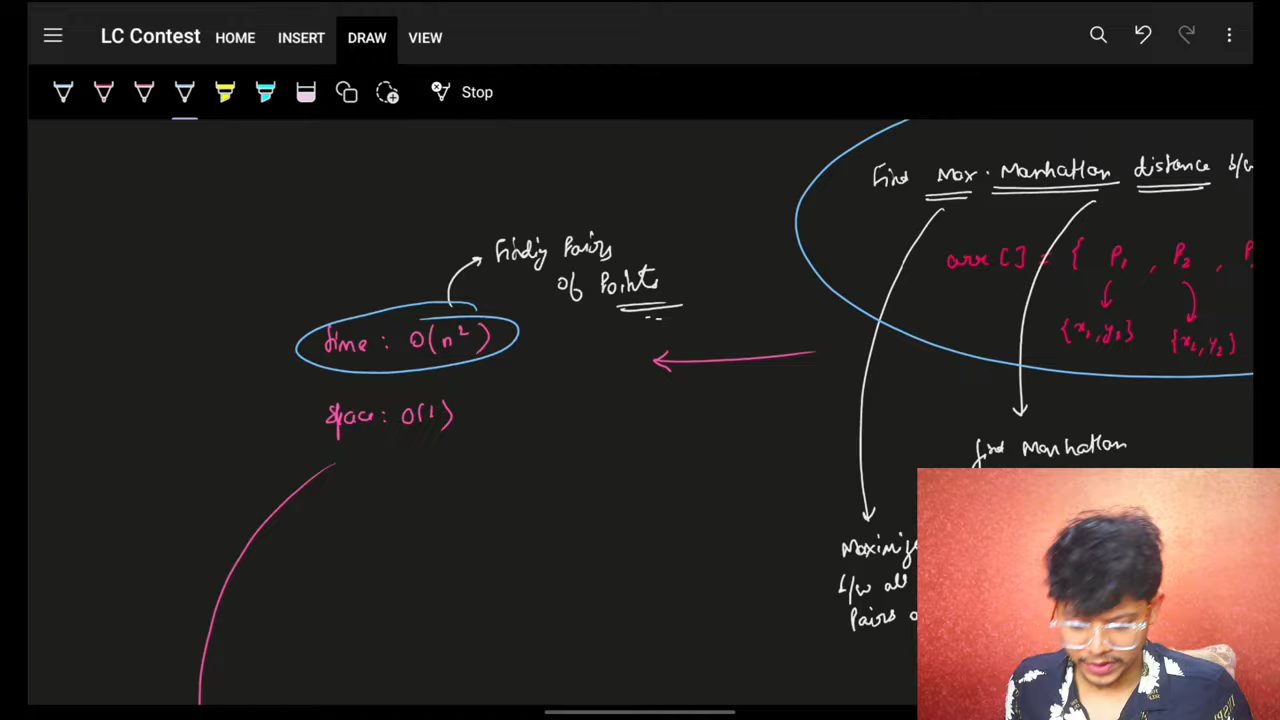 LC Contest HOME INSERT DRAW VIEW
Stop
Find Max. Manhattan distance b/w
arr[] = { P1 , P2 ,
{x1, y1} {x2, y2}
Finding Pairs
of Points
time: O(n²)
space: O(1)
find Manhattan
Maximize
b/w all
Pairs